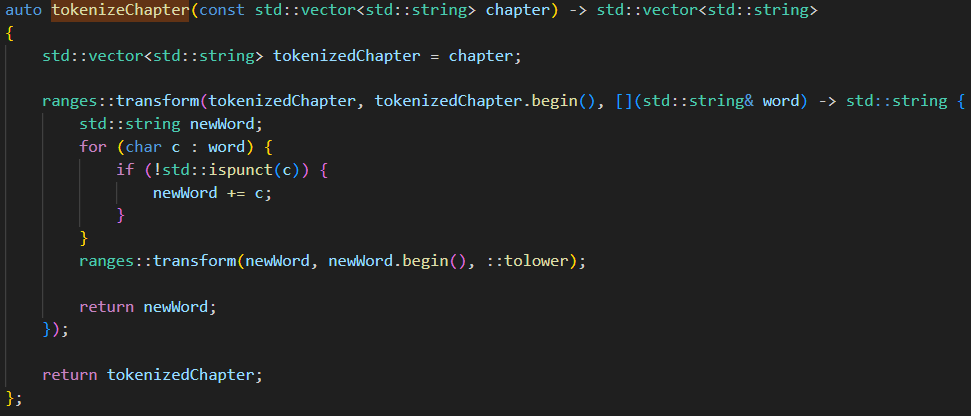 auto tokenizeChapter(const std::vector<std::string> chapter) -> std::vector<std::string>
{
    std::vector<std::string> tokenizedChapter = chapter;

    ranges::transform(tokenizedChapter, tokenizedChapter.begin(), [](std::string& word) -> std::string {
        std::string newWord;
        for (char c : word) {
            if (!std::ispunct(c)) {
                newWord += c;
            }
        }
        ranges::transform(newWord, newWord.begin(), ::tolower);

        return newWord;
    });

    return tokenizedChapter;
};